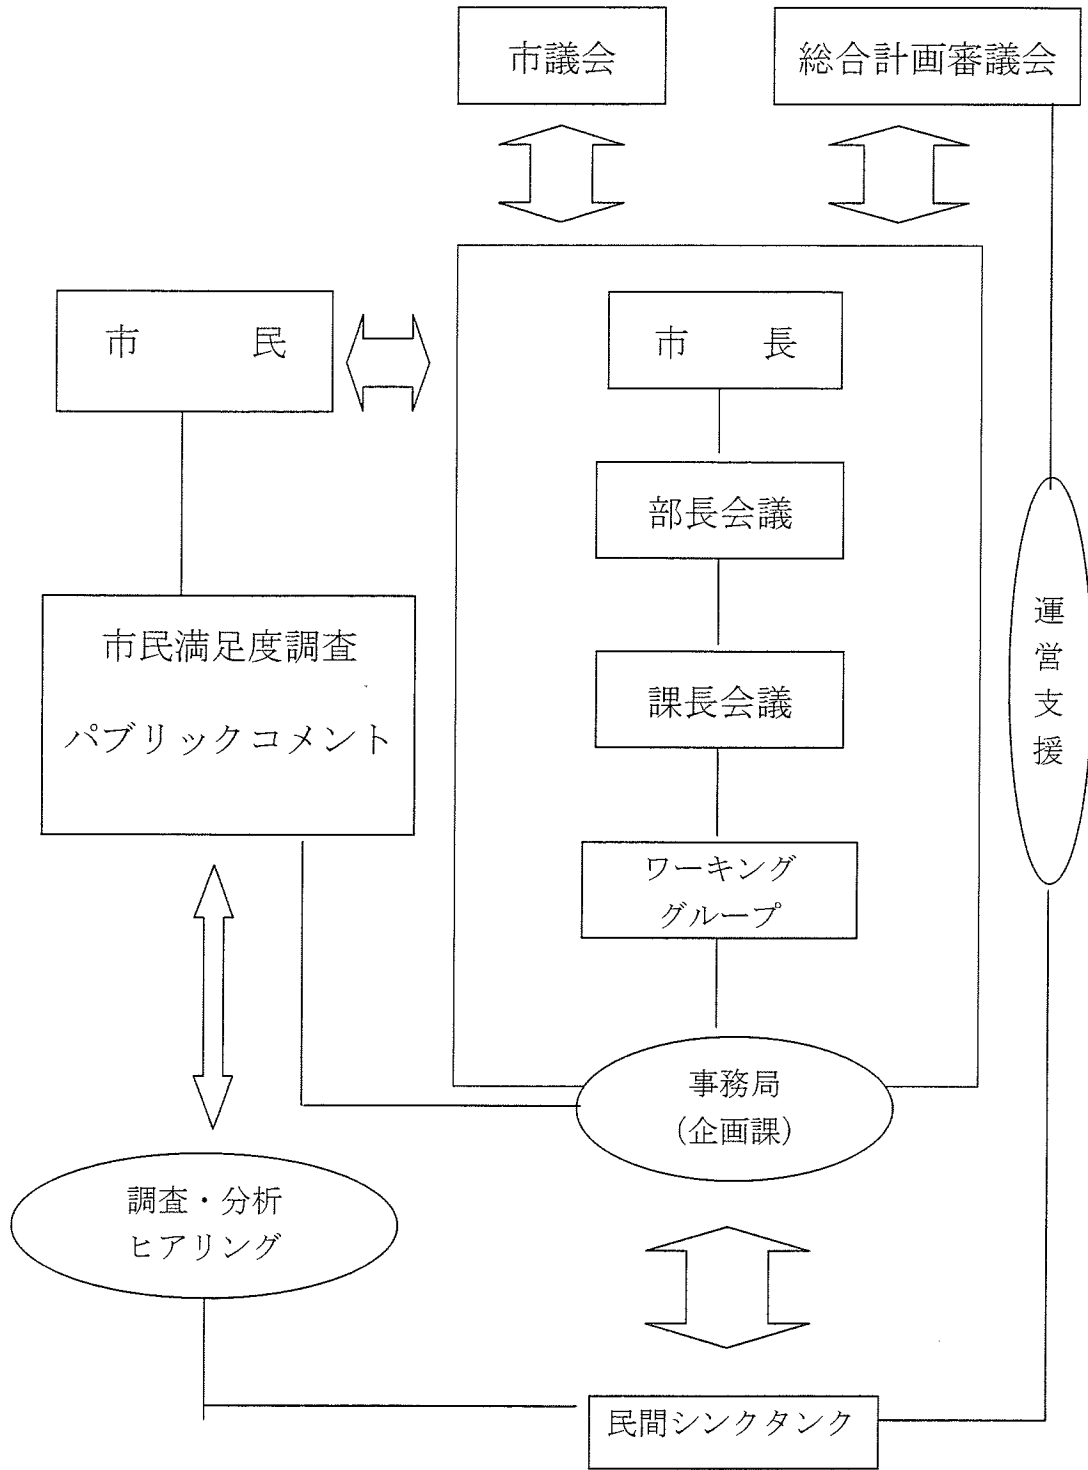 市議会
総合計画審議会
市　　　民
市　　長
部長会議
市民満足度調査
パブリックコメント
課長会議
運営支援
ワーキング
グループ
事務局
(企画課)
調査・分析
ヒアリング
民間シンクタンク